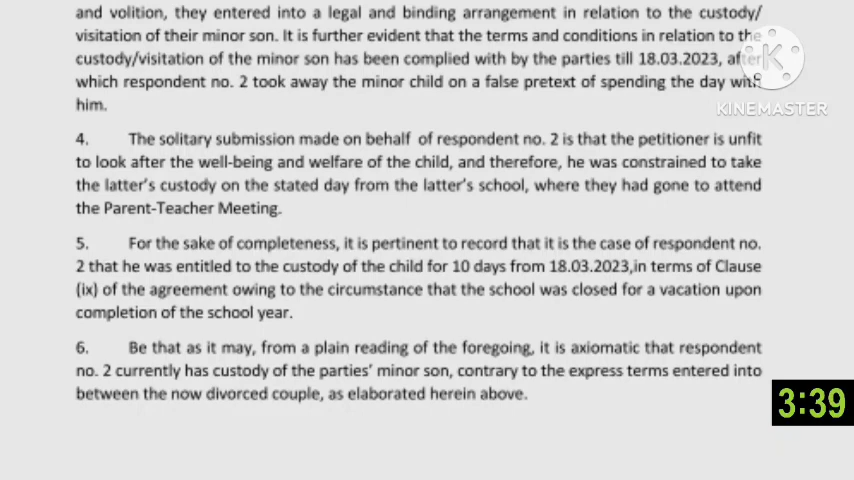 and volition, they entered into a legal and binding arrangement in relation to the custody/
visitation of their minor son. It is further evident that the terms and conditions in relation to the
custody/visitation of the minor son has been complied with by the parties till 18.03.2023, after
which respondent no. 2 took away the minor child on a false pretext of spending the day with
him.
KINEMASTER
4. The solitary submission made on behalf of respondent no. 2 is that the petitioner is unfit
to look after the well-being and welfare of the child, and therefore, he was constrained to take
the latter's custody on the stated day from the latter's school, where they had gone to attend
the Parent-Teacher Meeting.
5. For the sake of completeness, it is pertinent to record that it is the case of respondent no.
2 that he was entitled to the custody of the child for 10 days from 18.03.2023,in terms of Clause
(ix) of the agreement owing to the circumstance that the school was closed for a vacation upon
completion of the school year.
6. Be that as it may, from a plain reading of the foregoing, it is axiomatic that respondent
no. 2 currently has custody of the parties' minor son, contrary to the express terms entered into
between the now divorced couple, as elaborated herein above.
3:39